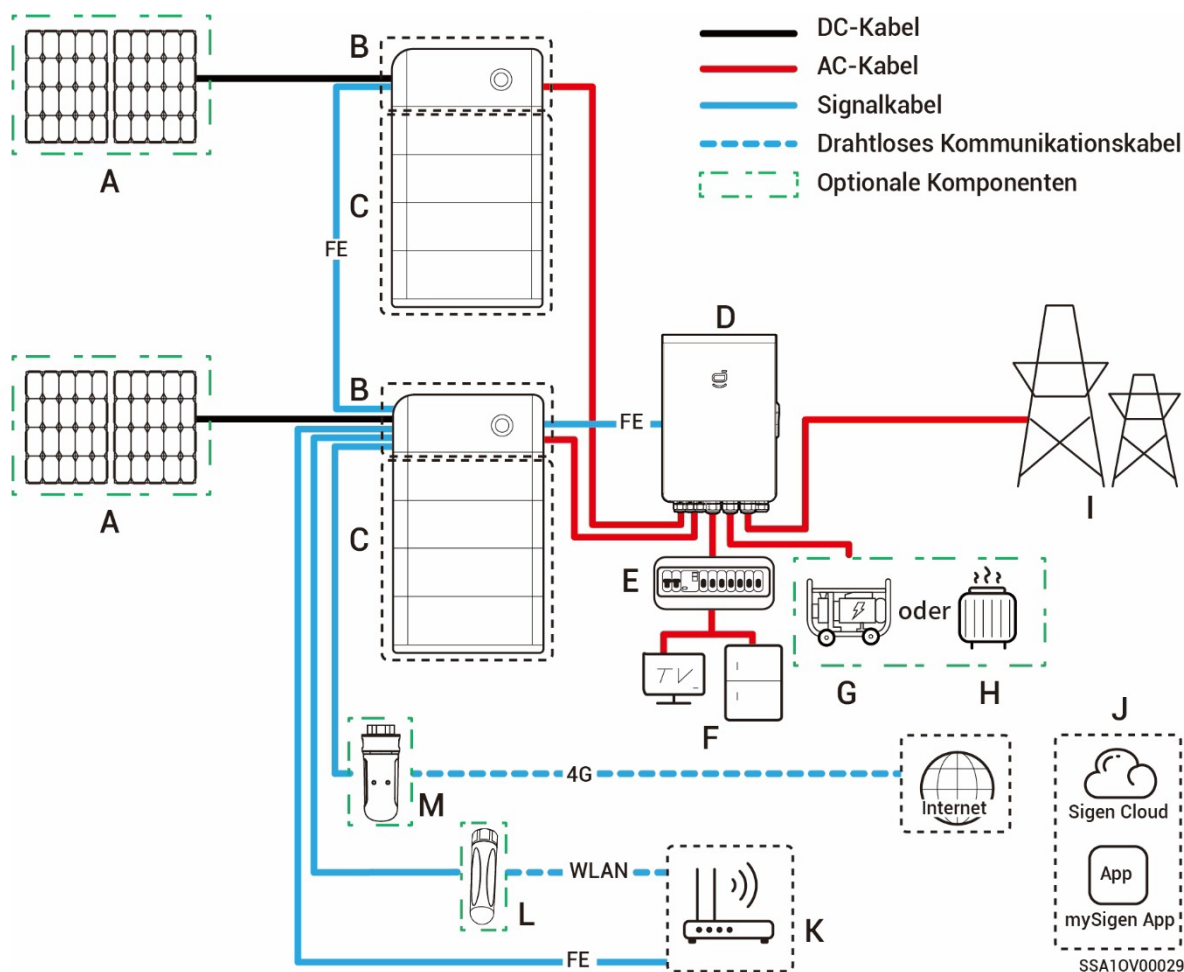 DC-Kabel
AC-Kabel
Signalkabel
Drahtloses Kommunikationskabel
Optionale Komponenten
A
B
C
FE
A
B
C
FE
D
I
E
TV
F
G
oder
H
M
4G
Internet
J
Sigen Cloud
App
mySigen App
L
WLAN
K
FE
SSA1OV00029